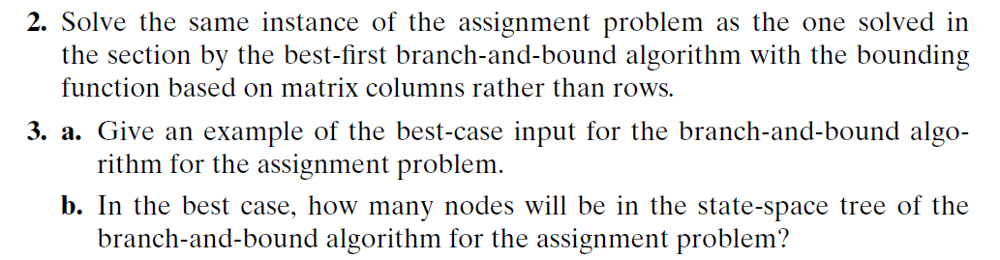 2. Solve the same instance of the assignment problem as the one solved in
the section by the best-first branch-and-bound algorithm with the bounding
function based on matrix columns rather than rows.
3. a. Give an example of the best-case input for the branch-and-bound algo-
rithm for the assignment problem.
b. In the best case, how many nodes will be in the state-space tree of the
branch-and-bound algorithm for the assignment problem?